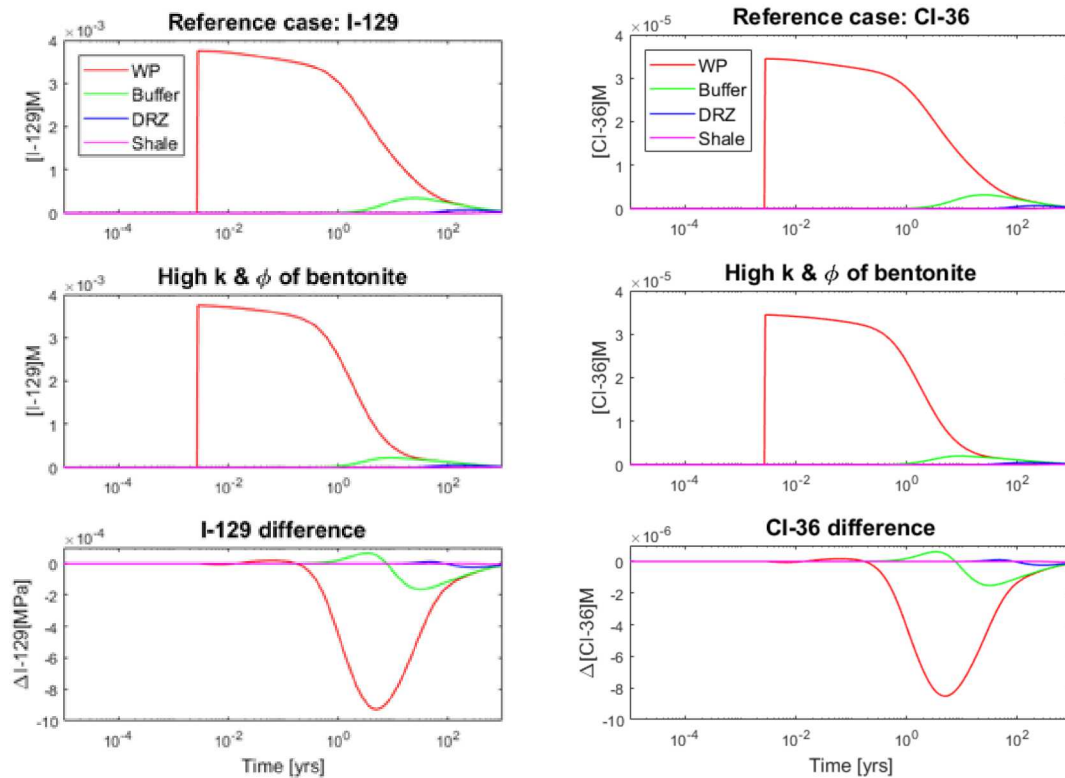 Reference case: I-129
×10⁻³
4
3
2
1
0
[I-129]M
WP
Buffer
DRZ
Shale
10⁻⁴ 10⁻² 10⁰ 10²
Reference case: Cl-36
×10⁻⁵
4
3
2
1
0
[Cl-36]M
WP
Buffer
DRZ
Shale
10⁻⁴ 10⁻² 10⁰ 10²
High k & ϕ of bentonite
×10⁻³
4
3
2
1
0
[I-129]M
10⁻⁴ 10⁻² 10⁰ 10²
High k & ϕ of bentonite
×10⁻⁵
4
3
2
1
0
[Cl-36]M
10⁻⁴ 10⁻² 10⁰ 10²
I-129 difference
×10⁻⁴
0
-2
-4
-6
-8
-10
Δ I-129[MPa]
10⁻⁴ 10⁻² 10⁰ 10²
Time [yrs]
Cl-36 difference
×10⁻⁶
0
-2
-4
-6
-8
-10
Δ [Cl-36]M
10⁻⁴ 10⁻² 10⁰ 10²
Time [yrs]